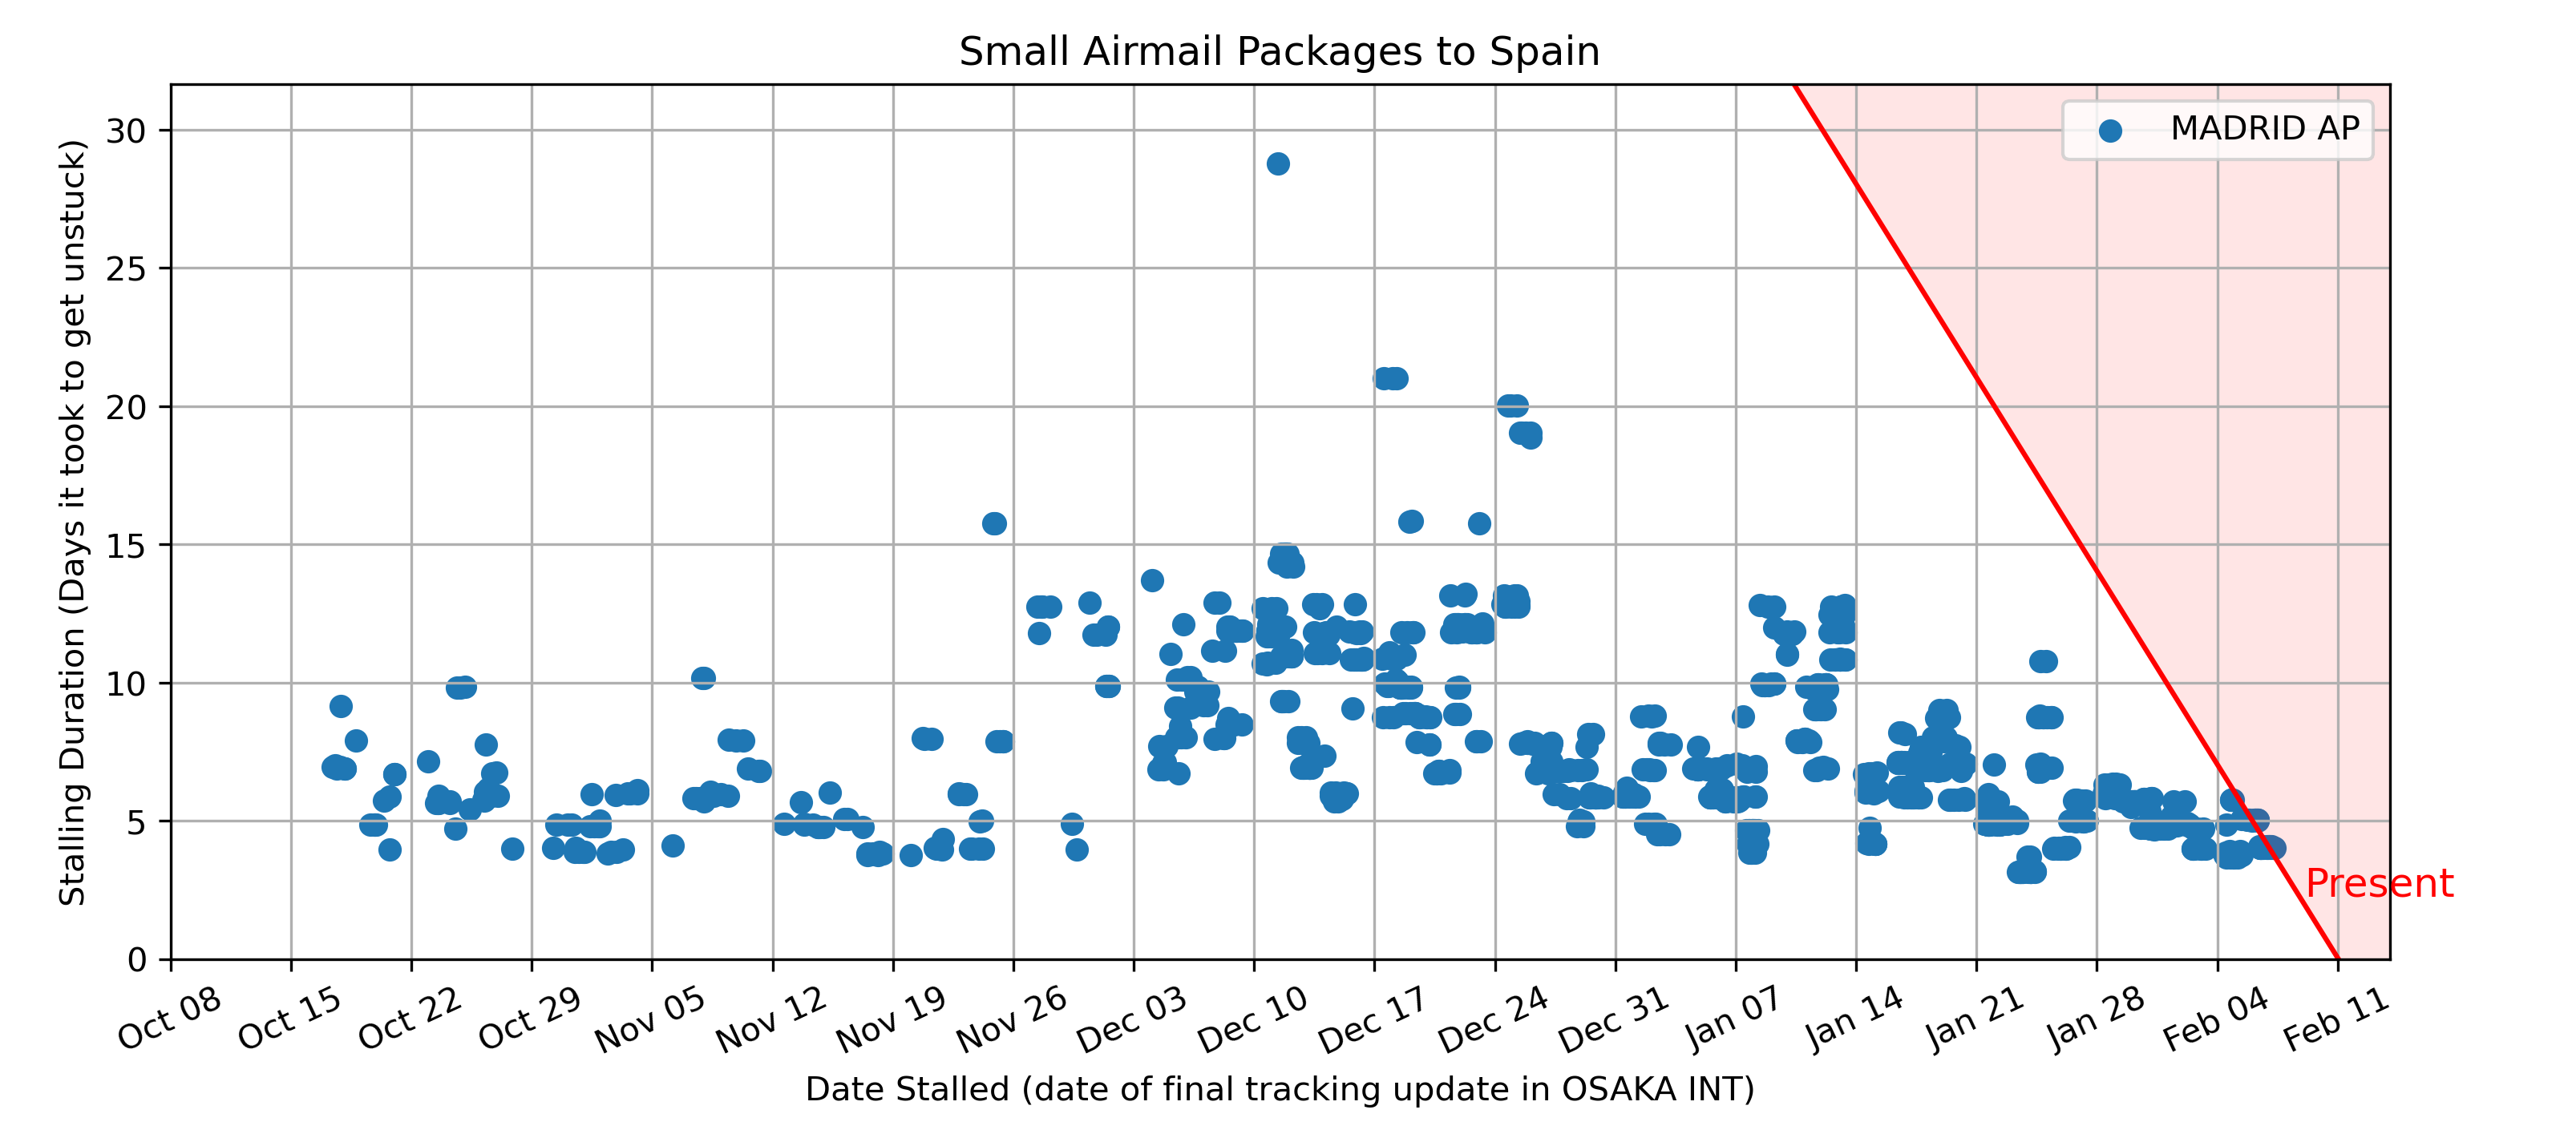 Small Airmail Packages to Spain
MADRID AP
Stalling Duration (Days it took to get unstuck)
30
25
20
15
10
5
0
Present
Oct 08
Oct 15
Oct 22
Oct 29
Nov 05
Nov 12
Nov 19
Nov 26
Dec 03
Dec 10
Dec 17
Dec 24
Dec 31
Jan 07
Jan 14
Jan 21
Jan 28
Feb 04
Feb 11
Date Stalled (date of final tracking update in OSAKA INT)